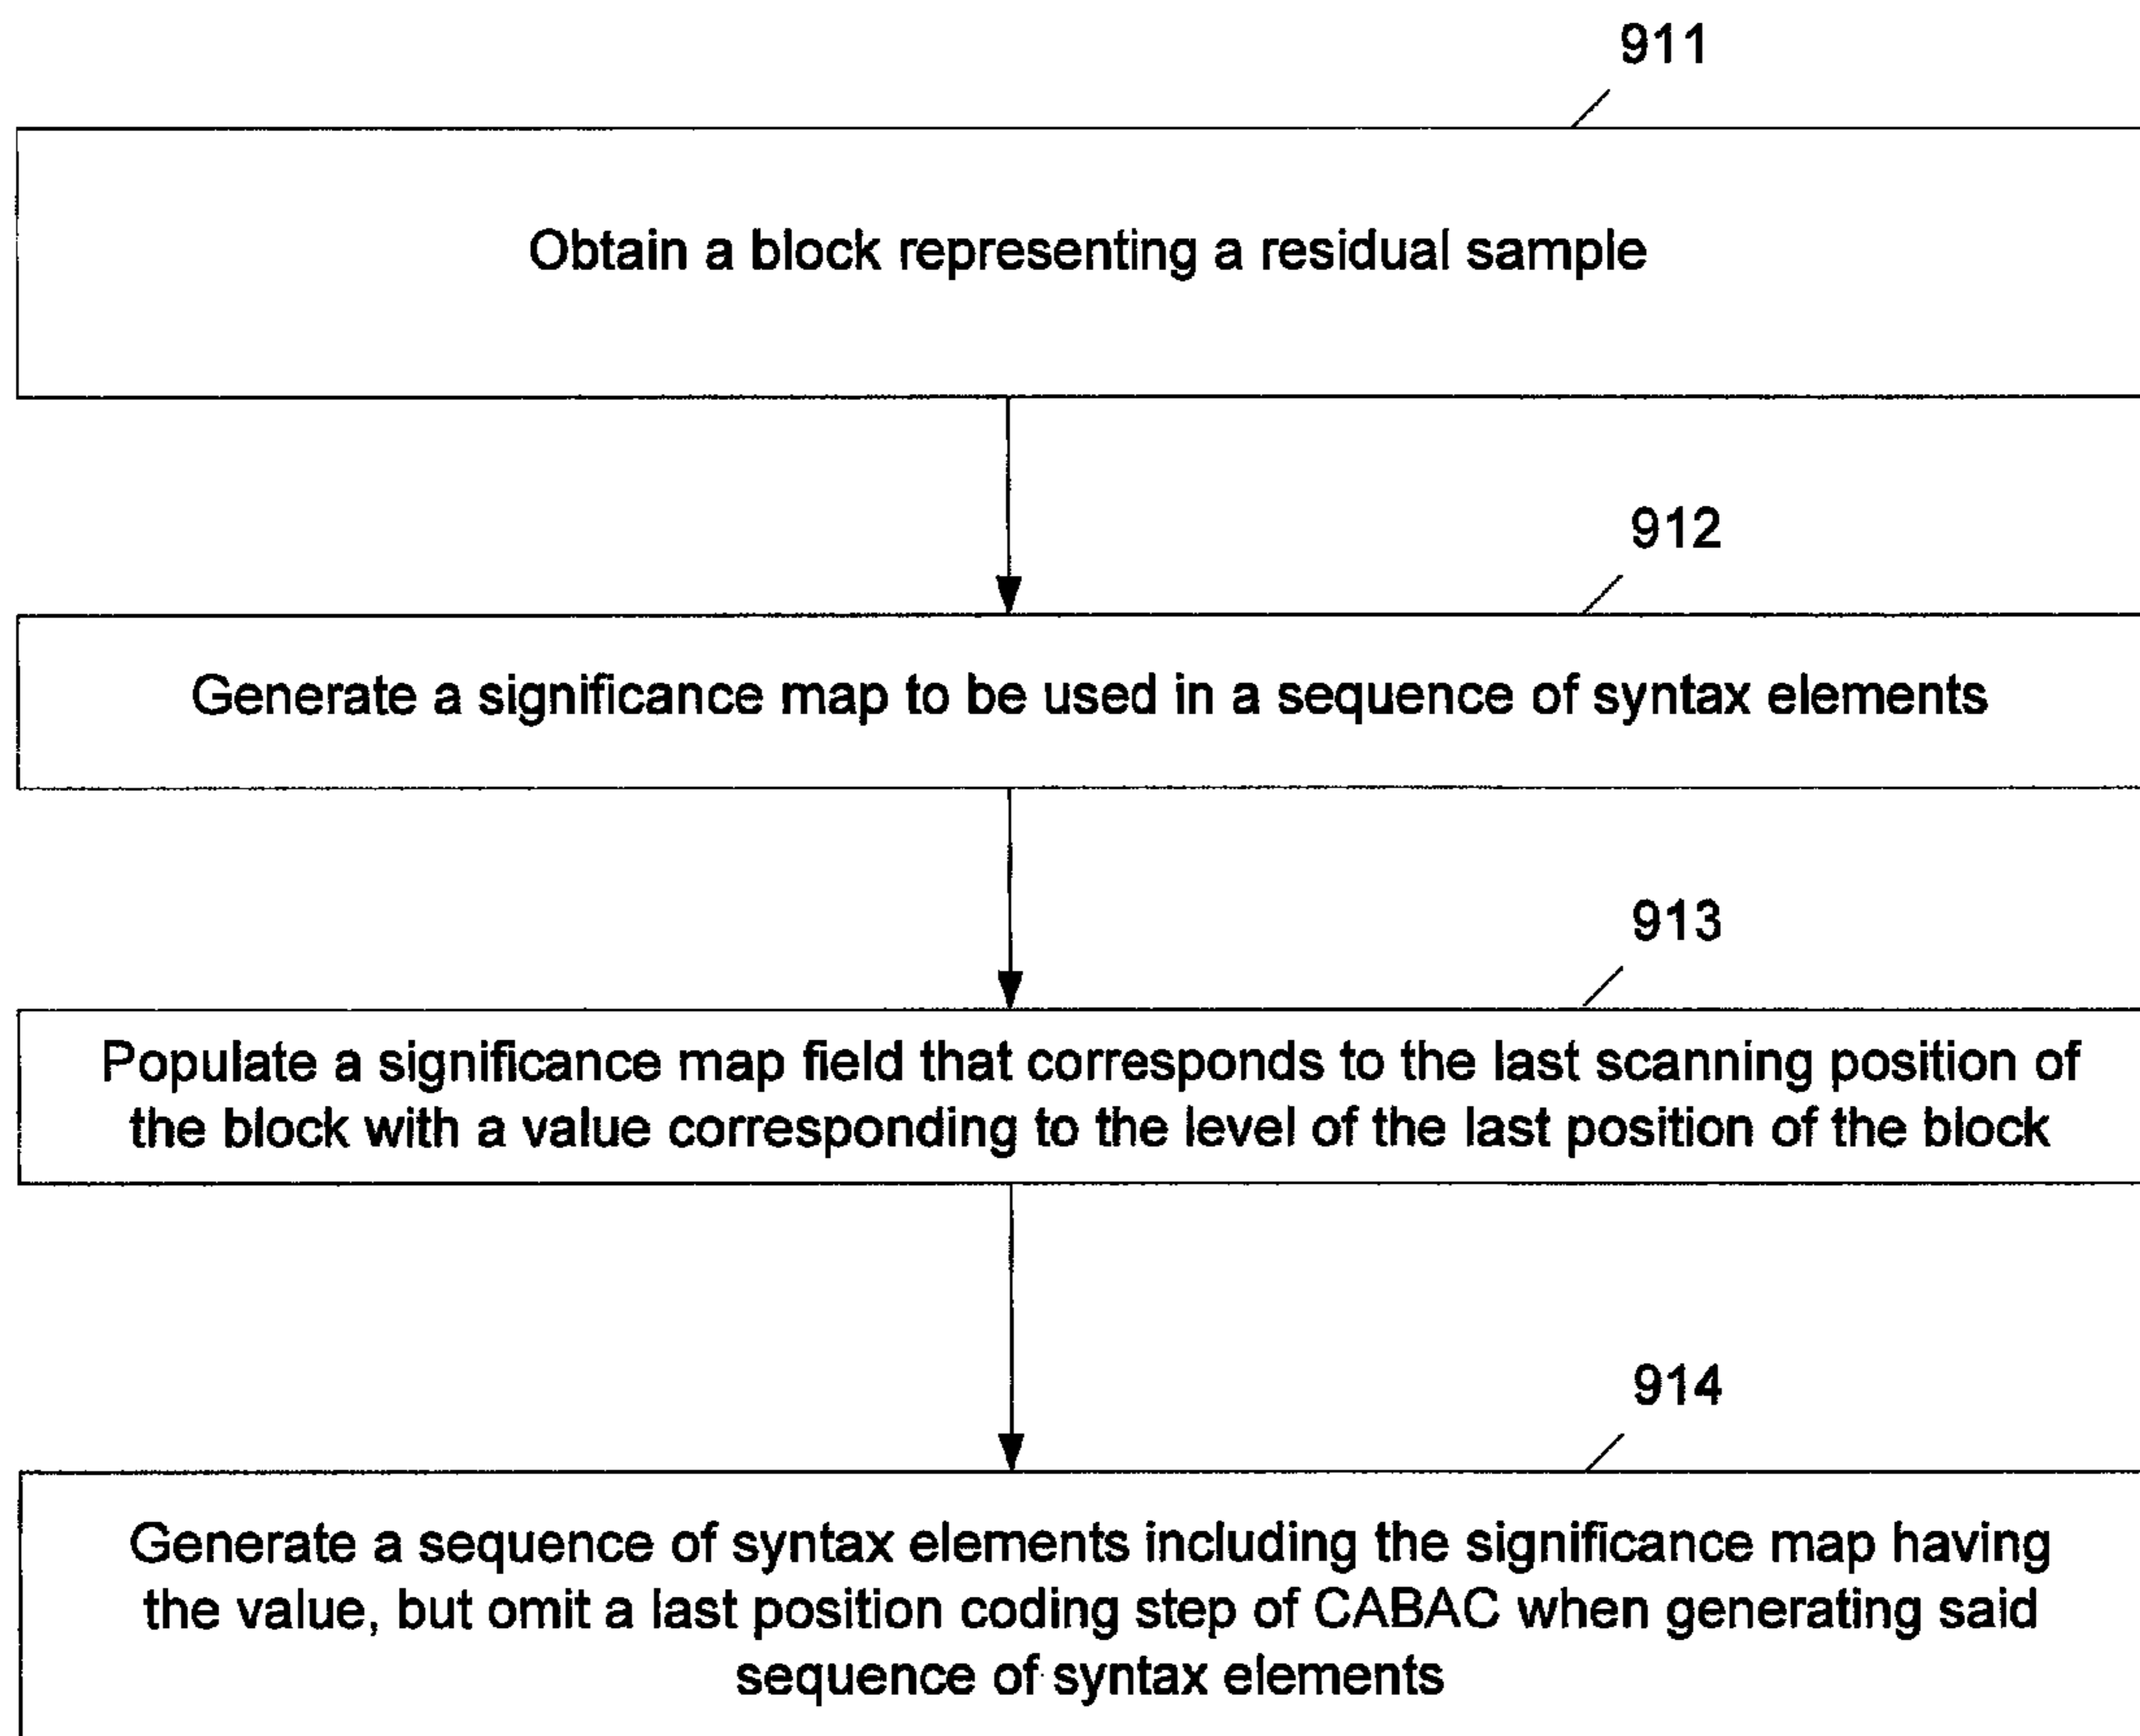 911
Obtain a block representing a residual sample
912
Generate a significance map to be used in a sequence of syntax elements
913
Populate a significance map field that corresponds to the last scanning position of
the block with a value corresponding to the level of the last position of the block
914
Generate a sequence of syntax elements including the significance map having
the value, but omit a last position coding step of CABAC when generating said
sequence of syntax elements